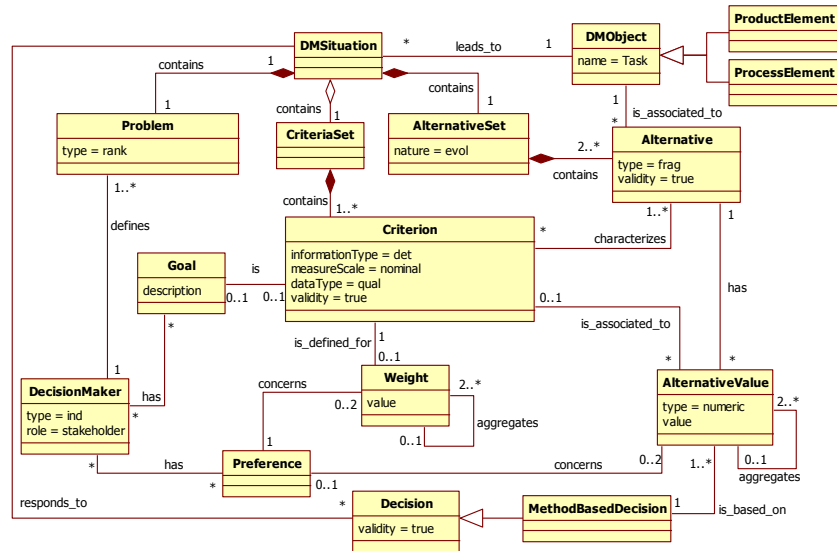 ProductElement
DMSituation
*
leads_to
1
DMObject
name = Task
ProcessElement
contains
1
contains
contains
1
is_associated_to
1
1
1
*
Problem
type = rank
CriteriaSet
AlternativeSet
nature = evol
2..*
contains
Alternative
type = frag
validity = true
1..*
contains
1..*
1..*
1
defines
Criterion
informationType = det
measureScale = nominal
dataType = qual
validity = true
*
characterizes
Goal
description
is
0..1
0..1
0..1
has
*
is_associated_to
is_defined_for
1
0..1
1
*
*
DecisionMaker
type = ind
role = stakeholder
has
*
concerns
0..2
Weight
value
2..*
aggregates
0..1
AlternativeValue
type = numeric
value
2..*
1
*
has
*
Preference
0..1
concerns
0..2
1..*
0..1
aggregates
responds_to
*
Decision
validity = true
MethodBasedDecision
1
is_based_on